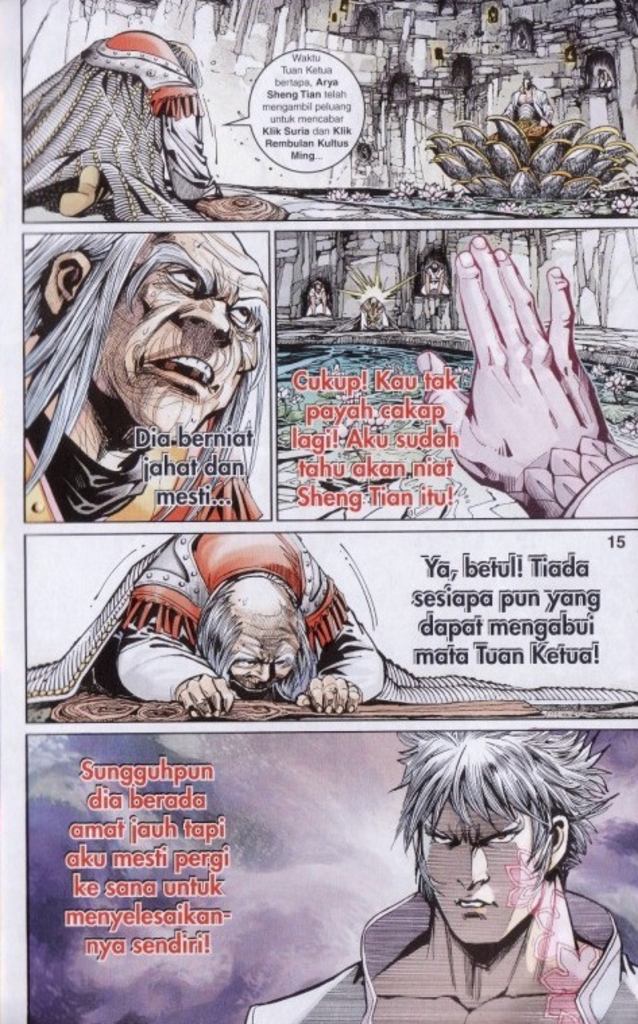 Waktu
Tuan Ketua
bertapa, Arya
Sheng Tian telah
mengambil peluang
untuk mencabar
Klik Suria dan Klik
Rembulan Kultus
Ming...
Dia berniat
jahat dan
mesti...
Cukup! Kau tak
payah cakap
lagi! Aku sudah
tahu akan niat
Sheng Tian itu!
15
Ya, betul! Tiada
sesiapa pun yang
dapat mengabui
mata Tuan Ketua!
Sungguhpun
dia berada
amat jauh tapi
aku mesti pergi
ke sana untuk
menyelesaikan-
nya sendiri!